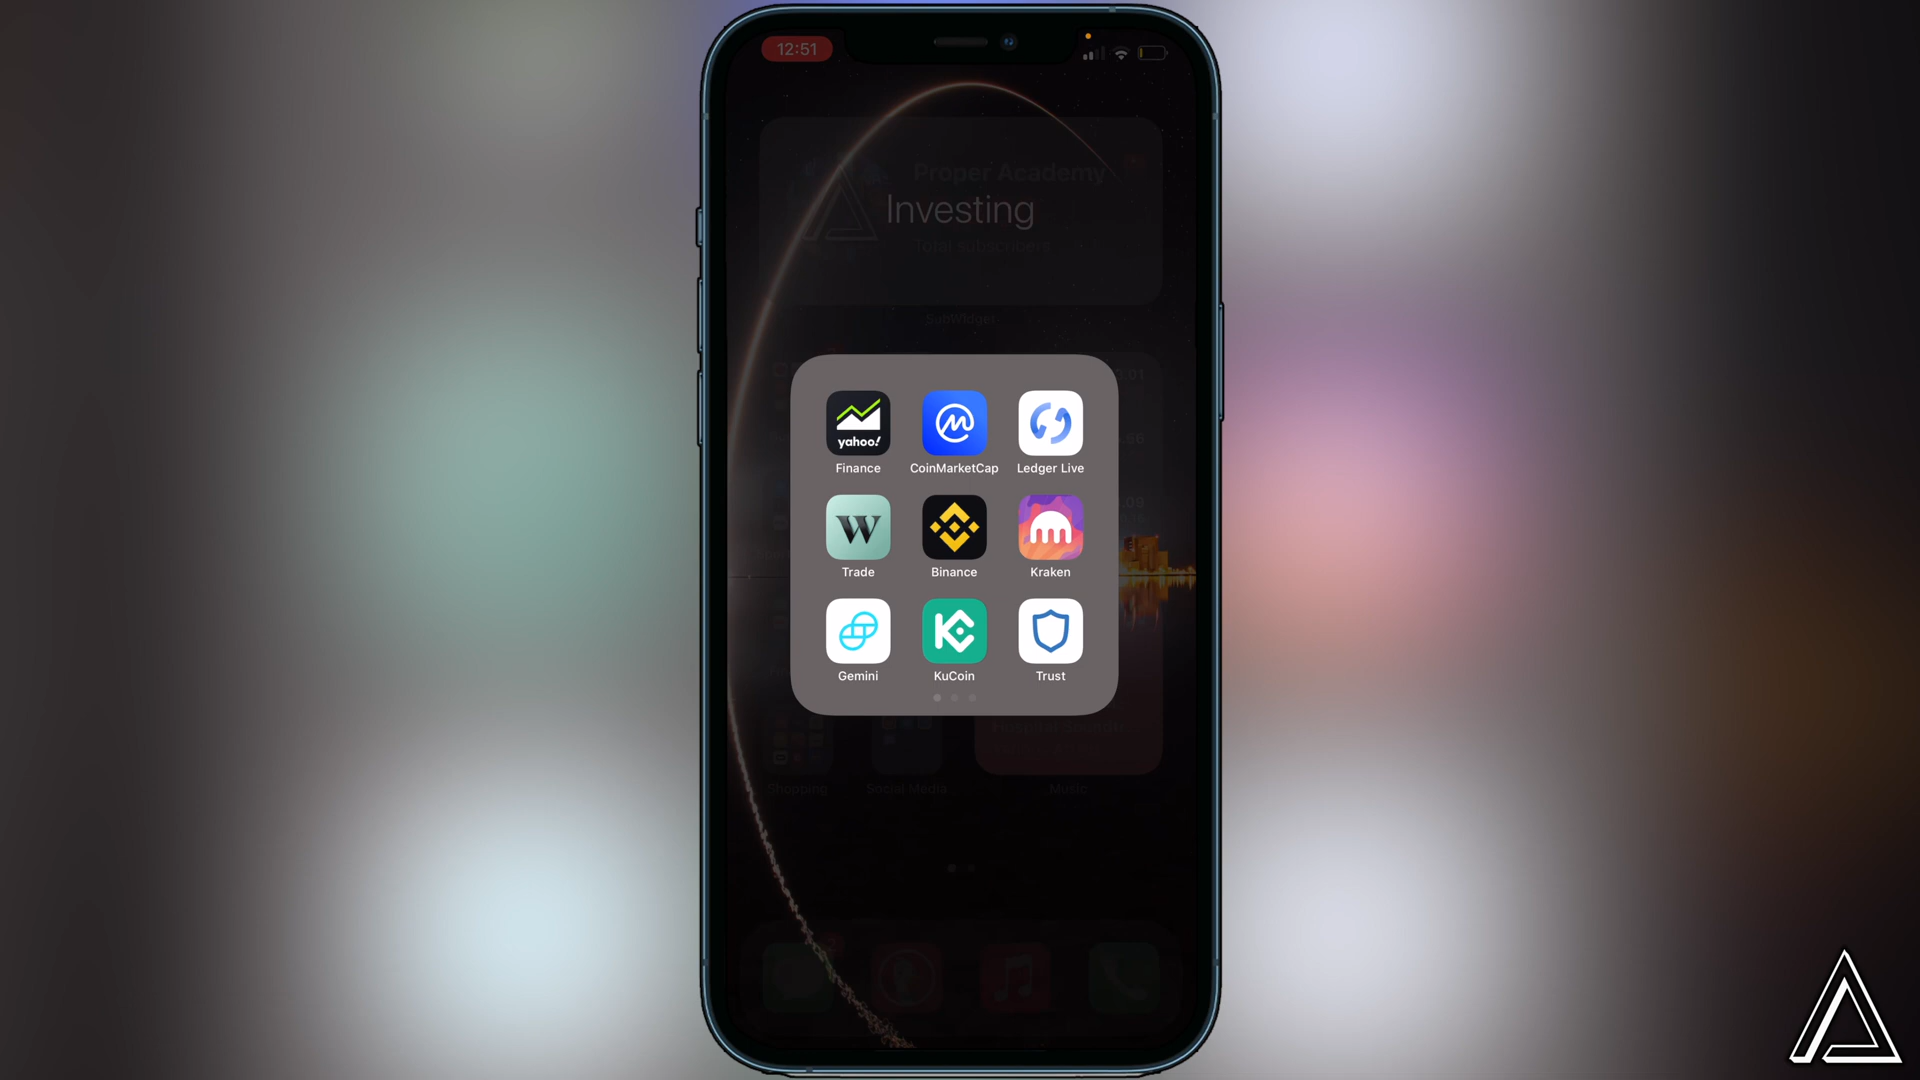 12:51
Proper Academy
Investing
Total subscribers
SubWidget
yahoo!
Finance
CoinMarketCap
Ledger Live
W
Trade
Binance
Kraken
Gemini
KuCoin
Trust
Shopping
Social Media
Music